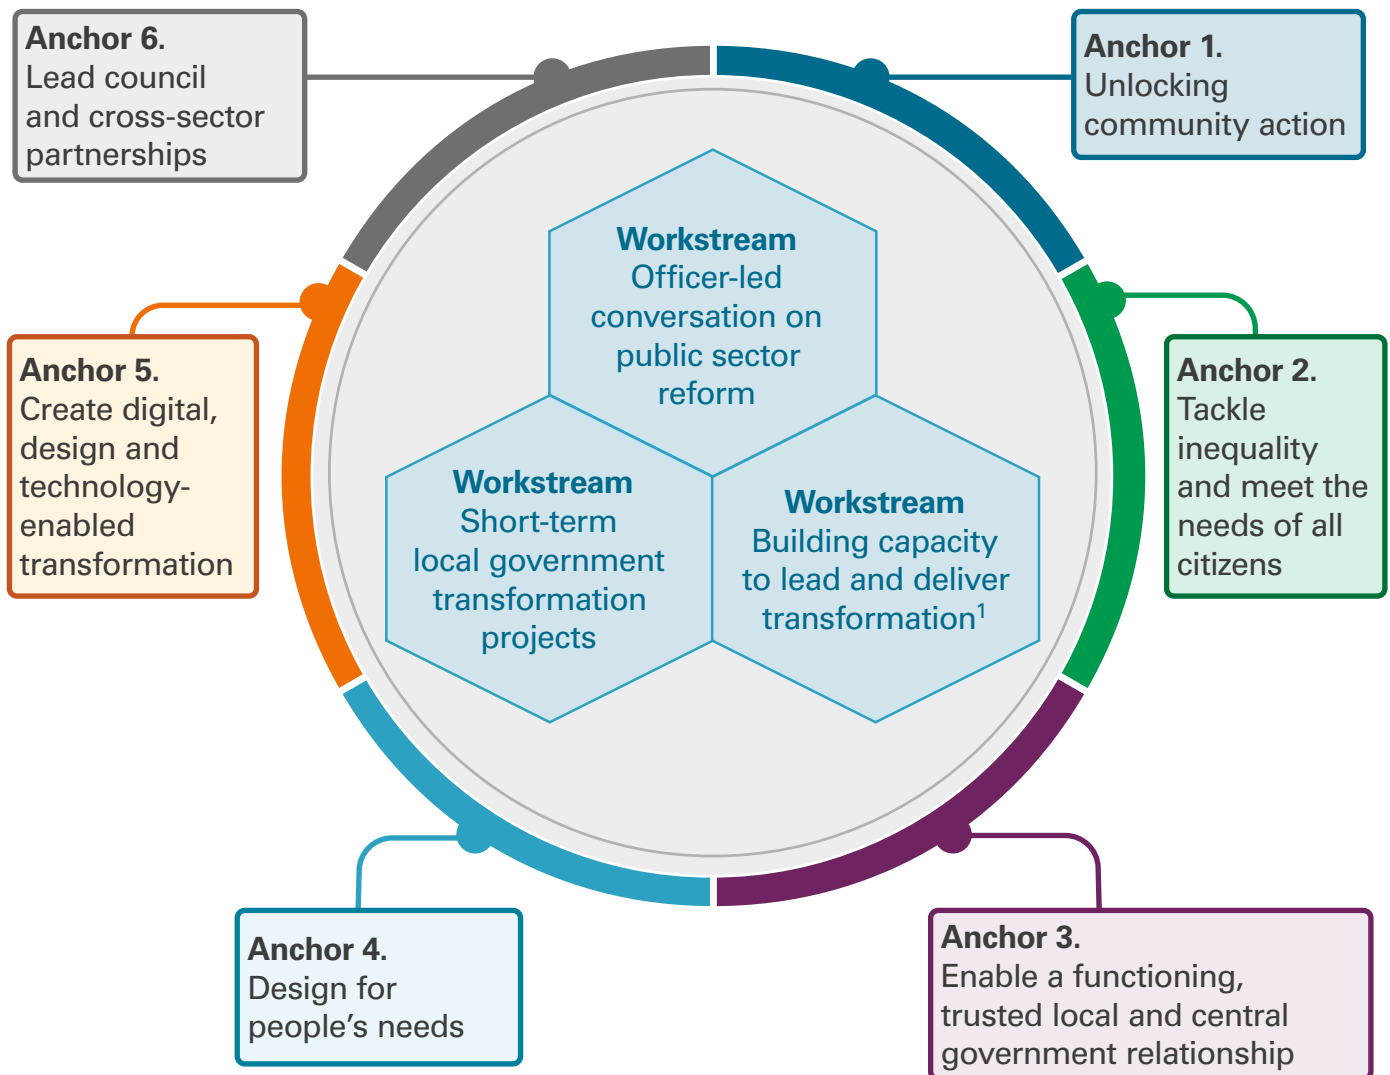 Anchor 6.
Lead council
and cross-sector
partnerships
Anchor 1.
Unlocking
community action
Workstream
Officer-led
conversation on
public sector
reform
Anchor 5.
Create digital,
design and
technology-
enabled
transformation
Workstream
Short-term
local government
transformation
projects
Workstream
Building capacity
to lead and deliver
transformation¹
Anchor 2.
Tackle
inequality
and meet the
needs of all
citizens
Anchor 4.
Design for
people’s needs
Anchor 3.
Enable a functioning,
trusted local and central
government relationship